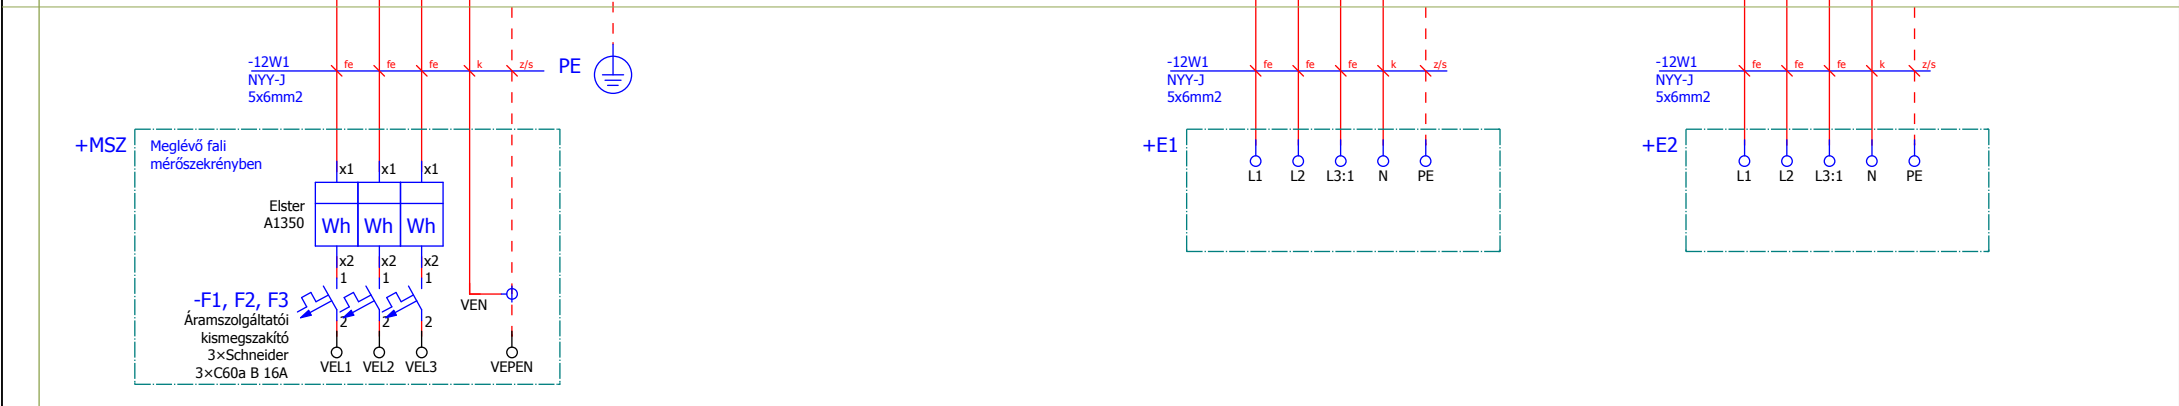 -12W1
NYY-J
5x6mm2
fe fe fe k z/s
PE
+MSZ
Meglévő fali
mérőszekrényben
x1 x1 x1
Elster
A1350
Wh Wh Wh
x2 x2 x2
1 1 1
-F1, F2, F3
Áramszolgáltatói
kismegszakító
3×Schneider
3×C60a B 16A
2 2 2
VEN
VEL1 VEL2 VEL3 VEPEN
-12W1
NYY-J
5x6mm2
fe fe fe k z/s
+E1
L1 L2 L3:1 N PE
-12W1
NYY-J
5x6mm2
fe fe fe k z/s
+E2
L1 L2 L3:1 N PE